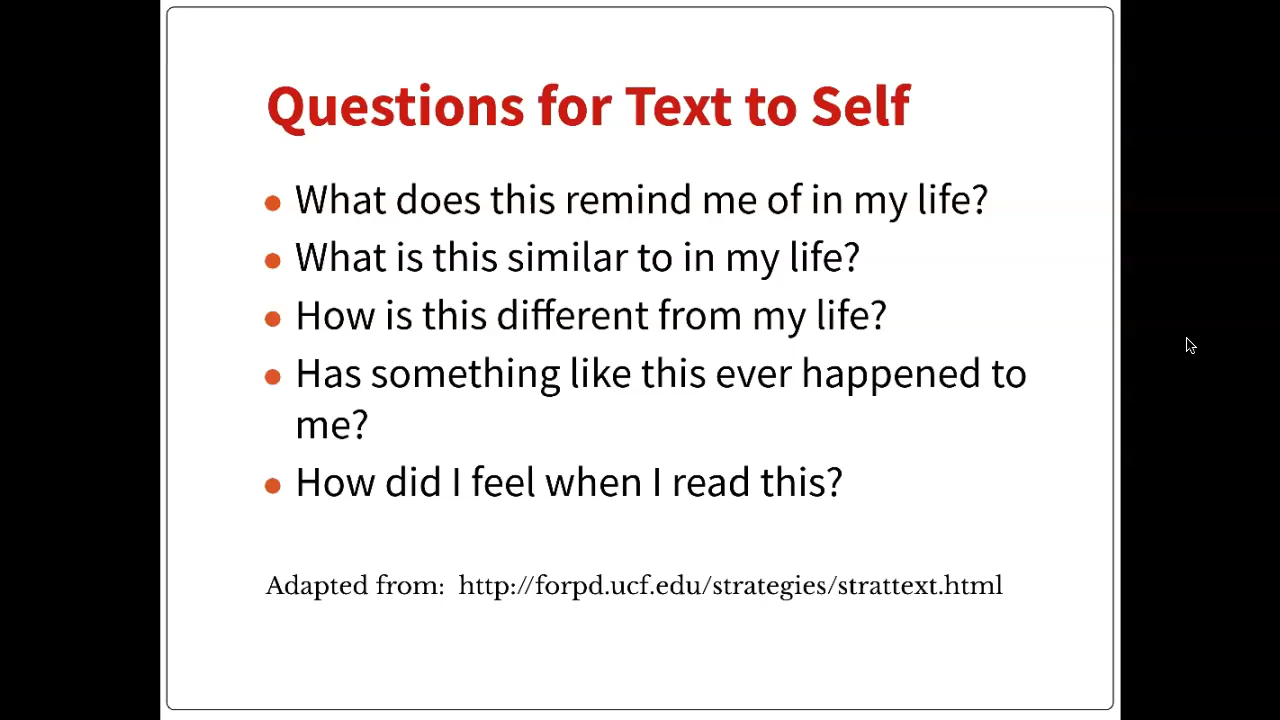 Questions for Text to Self
• What does this remind me of in my life?
• What is this similar to in my life?
• How is this different from my life?
• Has something like this ever happened to
me?
• How did I feel when I read this?
Adapted from:  http://forpd.ucf.edu/strategies/strattext.html